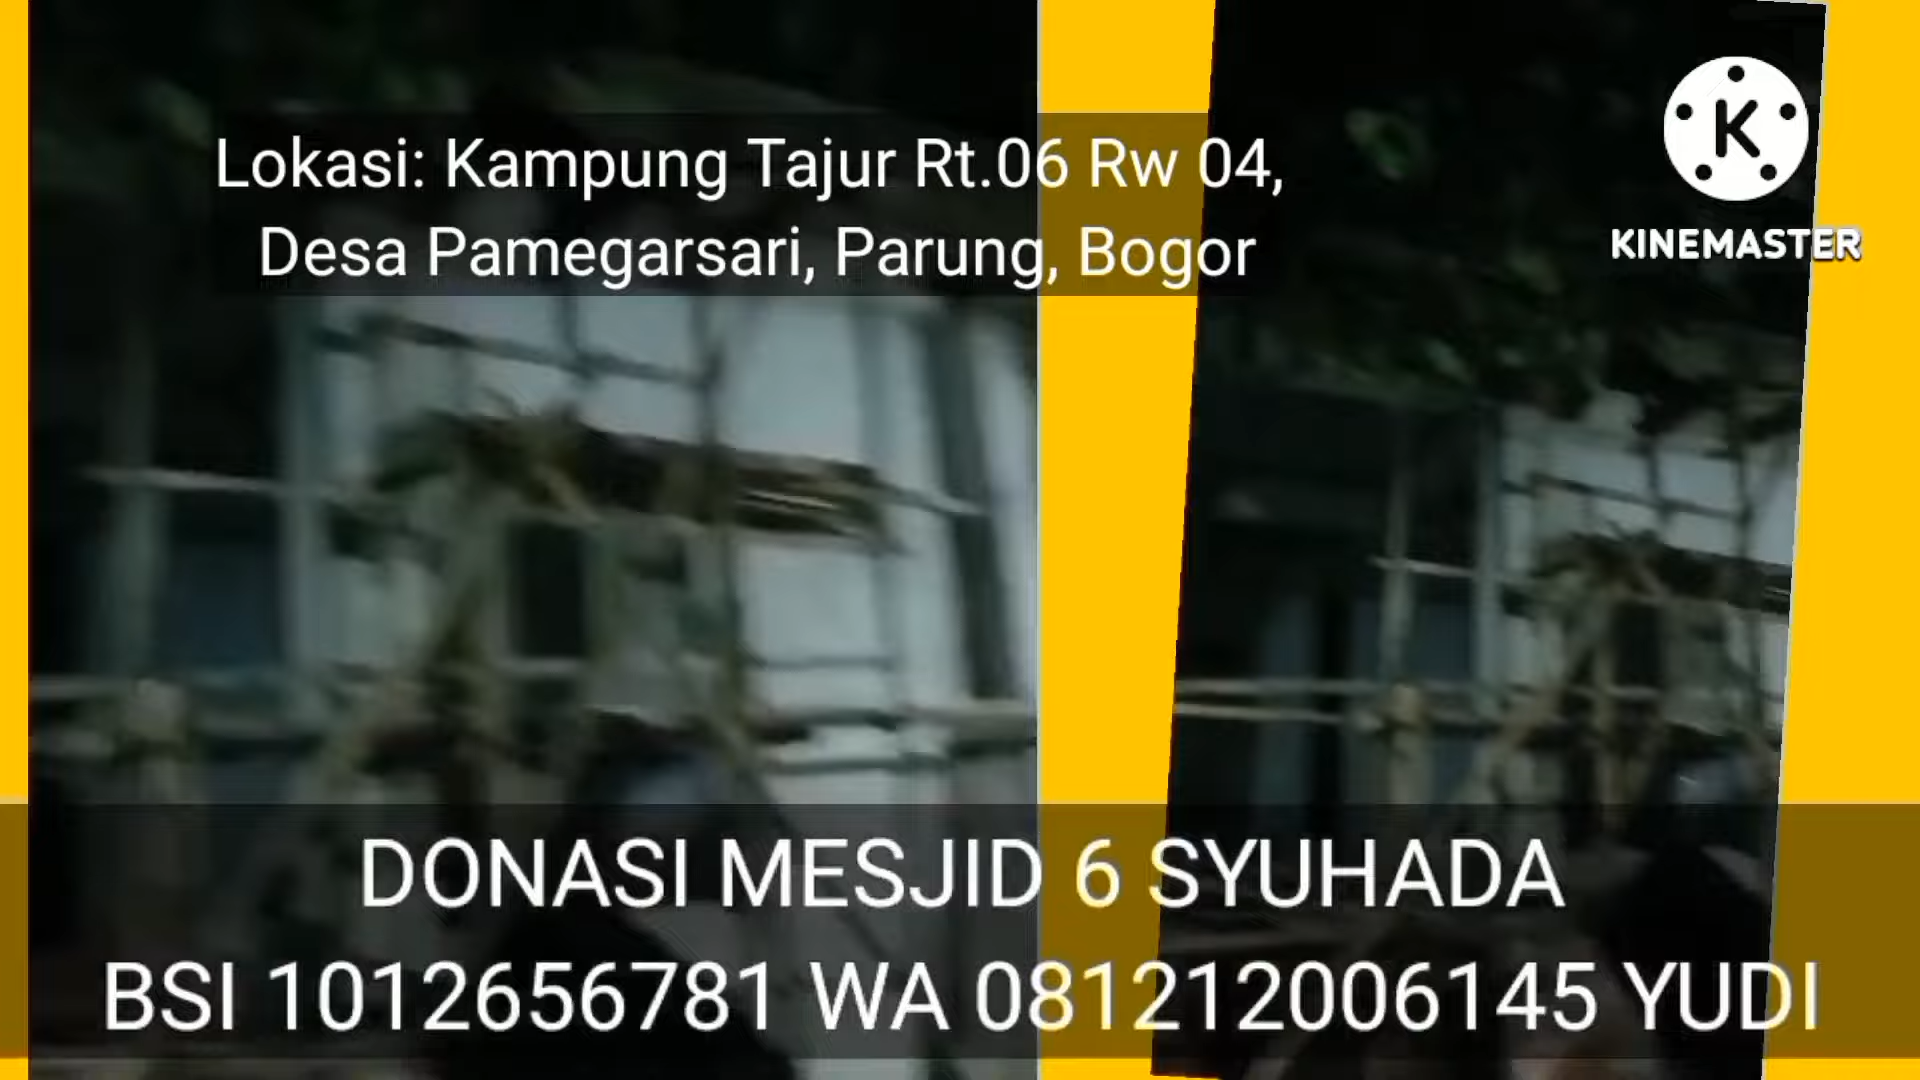 Lokasi: Kampung Tajur Rt.06 Rw 04,
Desa Pamegarsari, Parung, Bogor
K
KINEMASTER
DONASI MESJID 6 SYUHADA
BSI 1012656781 WA 081212006145 YUDI